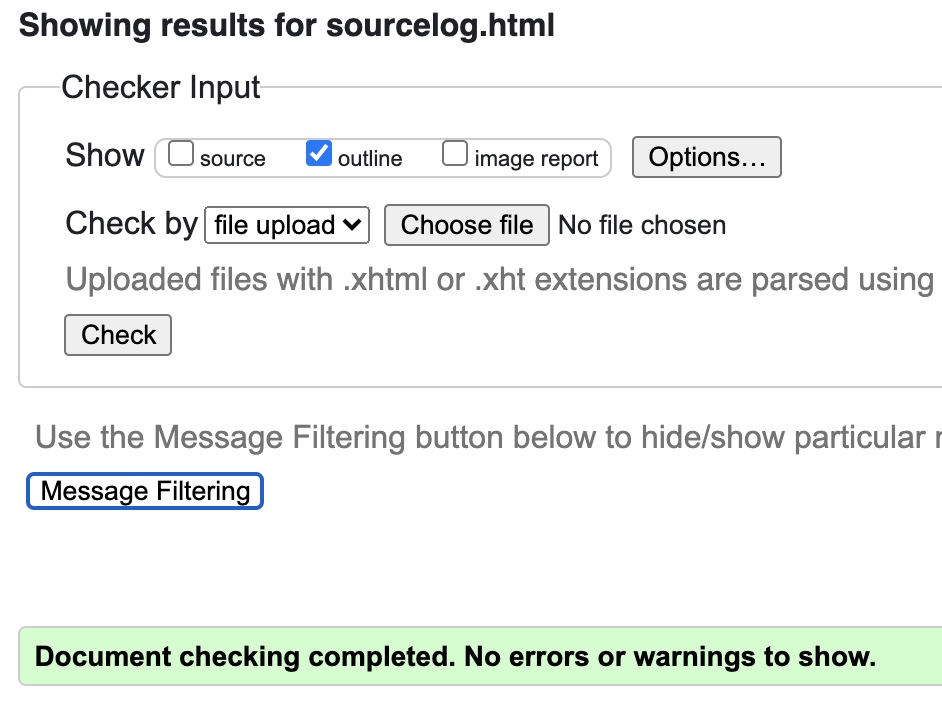 Showing results for sourcelog.html
Checker Input
Show source outline image report Options...
Check by file upload Choose file No file chosen
Uploaded files with .xhtml or .xht extensions are parsed using
Check
Use the Message Filtering button below to hide/show particular
Message Filtering
Document checking completed. No errors or warnings to show.